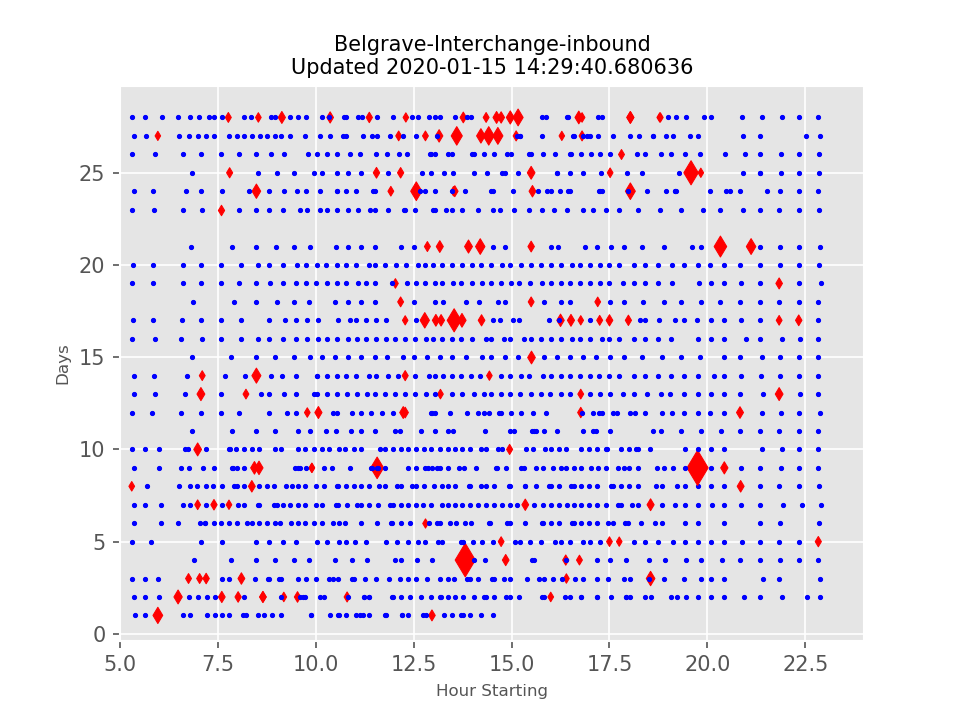 Belgrave-Interchange-inbound
Updated 2020-01-15 14:29:40.680636
25
20
15
10
5
0
Days
5.0 7.5 10.0 12.5 15.0 17.5 20.0 22.5
Hour Starting